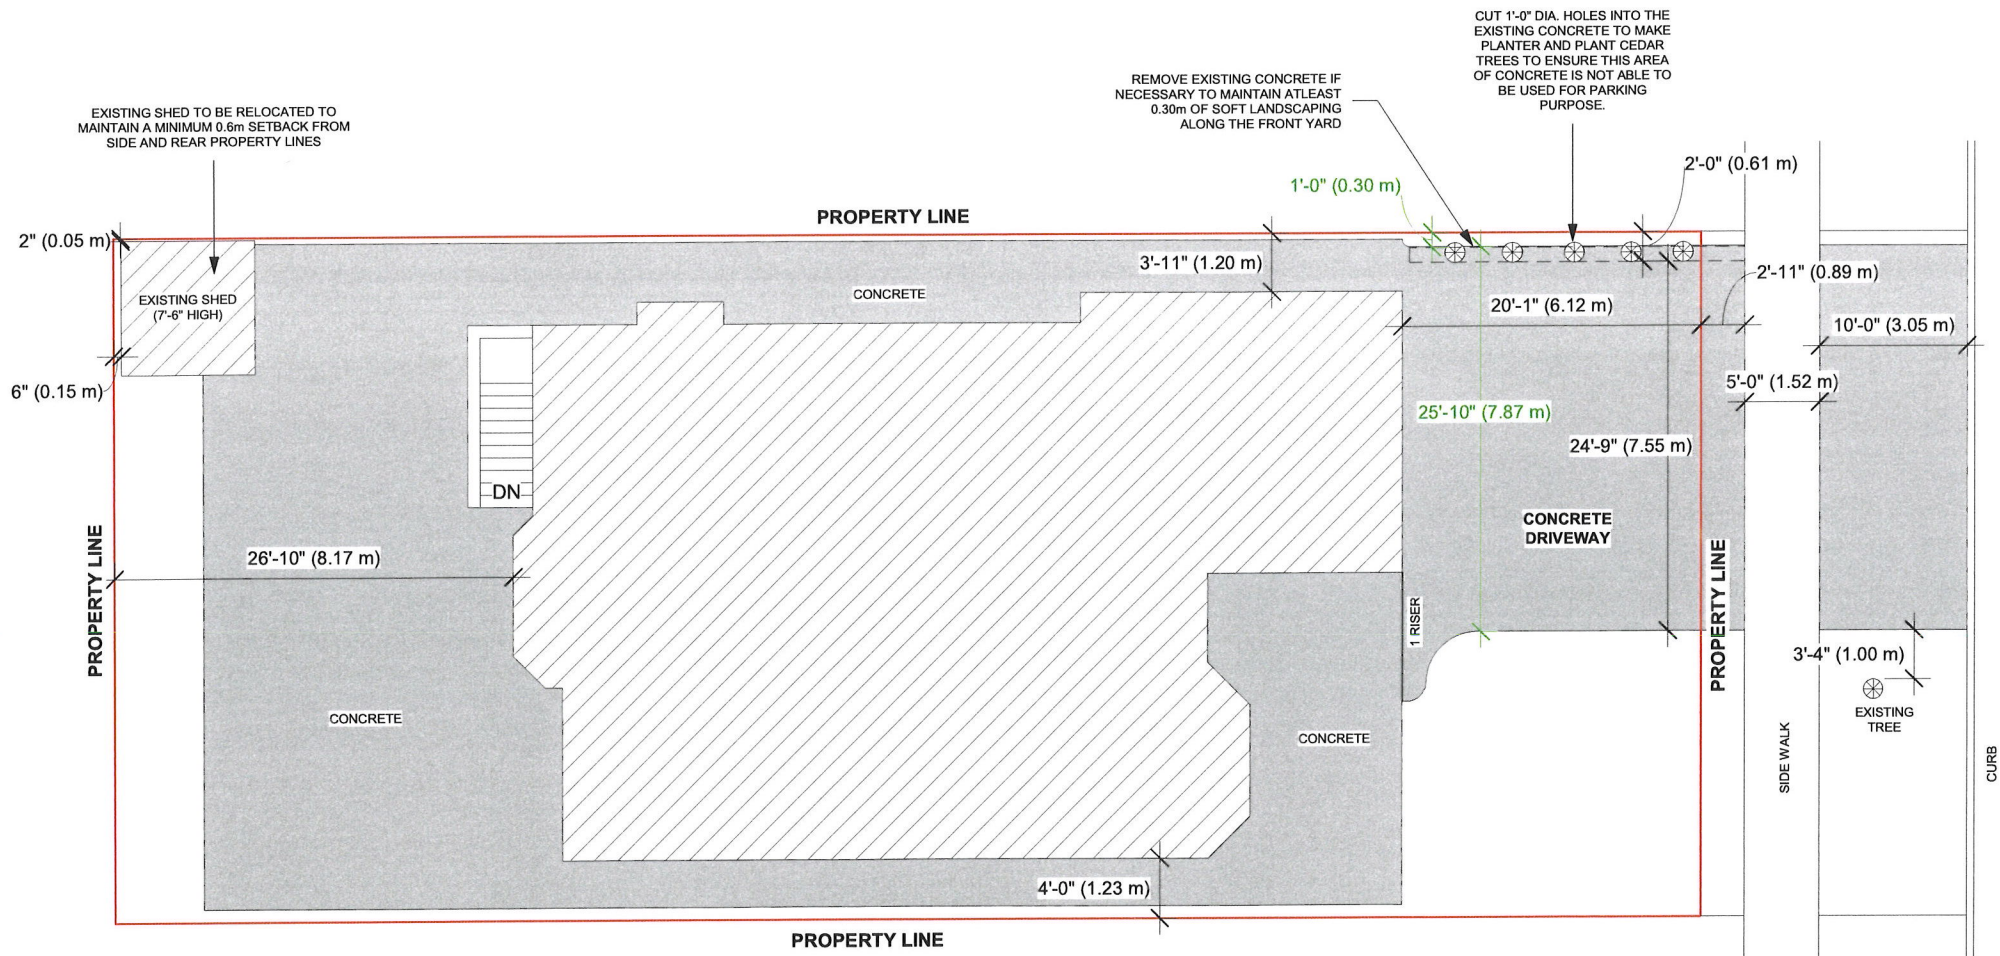 CUT 1'-0" DIA. HOLES INTO THE
EXISTING CONCRETE TO MAKE
PLANTER AND PLANT CEDAR
TREES TO ENSURE THIS AREA
OF CONCRETE IS NOT ABLE TO
BE USED FOR PARKING
PURPOSE.
REMOVE EXISTING CONCRETE IF
NECESSARY TO MAINTAIN ATLEAST
0.30m OF SOFT LANDSCAPING
ALONG THE FRONT YARD
EXISTING SHED TO BE RELOCATED TO
MAINTAIN A MINIMUM 0.6m SETBACK FROM
SIDE AND REAR PROPERTY LINES
2'-0" (0.61 m)
1'-0" (0.30 m)
PROPERTY LINE
2" (0.05 m)
3'-11" (1.20 m)
2'-11" (0.89 m)
CONCRETE
EXISTING SHED
(7'-6" HIGH)
20'-1" (6.12 m)
10'-0" (3.05 m)
6" (0.15 m)
5'-0" (1.52 m)
25'-10" (7.87 m)
24'-9" (7.55 m)
DN
CONCRETE
DRIVEWAY
PROPERTY LINE
26'-10" (8.17 m)
PROPERTY LINE
1 RISER
3'-4" (1.00 m)
EXISTING
TREE
CONCRETE
CONCRETE
SIDE WALK
CURB
4'-0" (1.23 m)
PROPERTY LINE